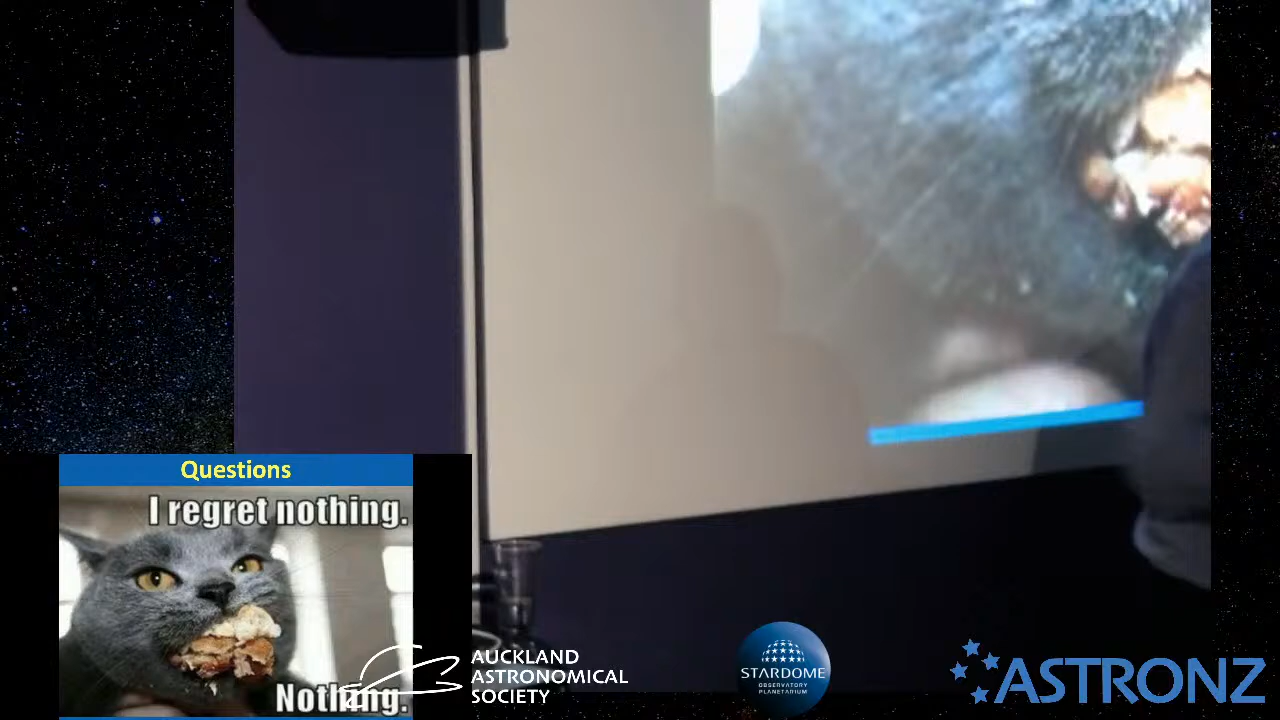 Questions
I regret nothing.
Nothing.
AUCKLAND
ASTRONOMICAL
SOCIETY
STARDOME
OBSERVATORY
PLANETARIUM
ASTRONZ